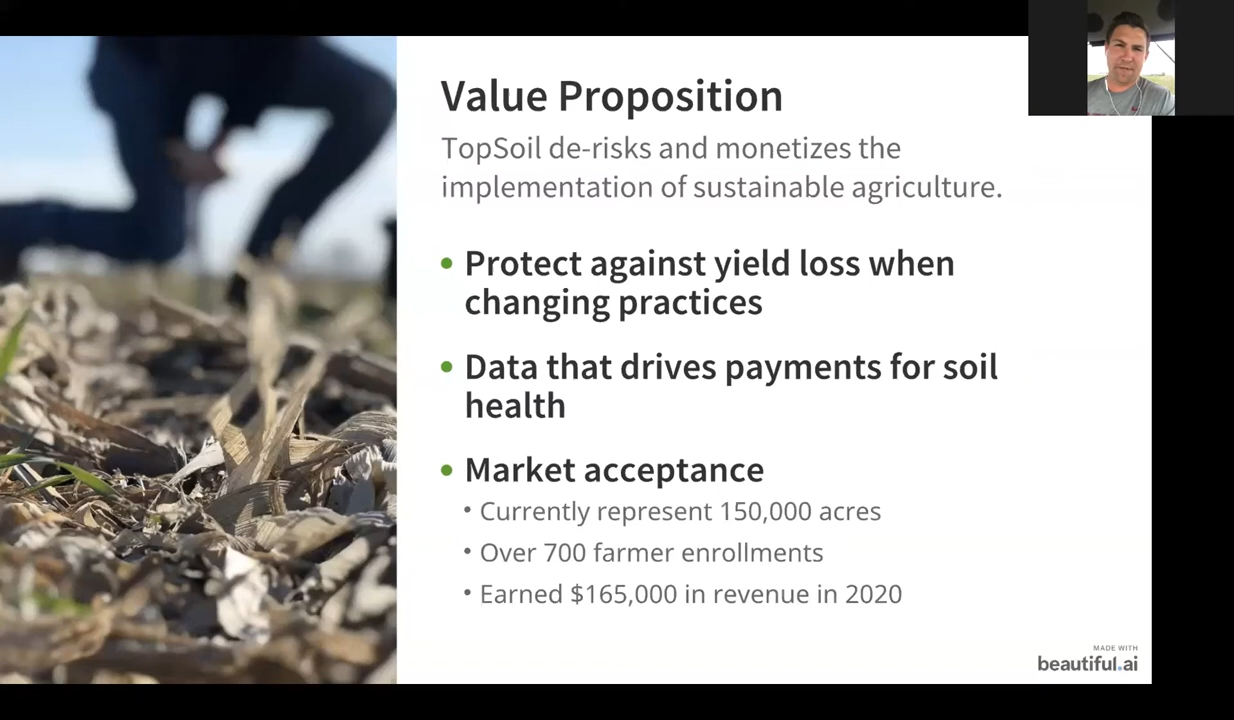 Value Proposition
TopSoil de-risks and monetizes the
implementation of sustainable agriculture.
• Protect against yield loss when
changing practices
• Data that drives payments for soil
health
• Market acceptance
• Currently represent 150,000 acres
• Over 700 farmer enrollments
• Earned $165,000 in revenue in 2020
MADE WITH
beautiful.ai